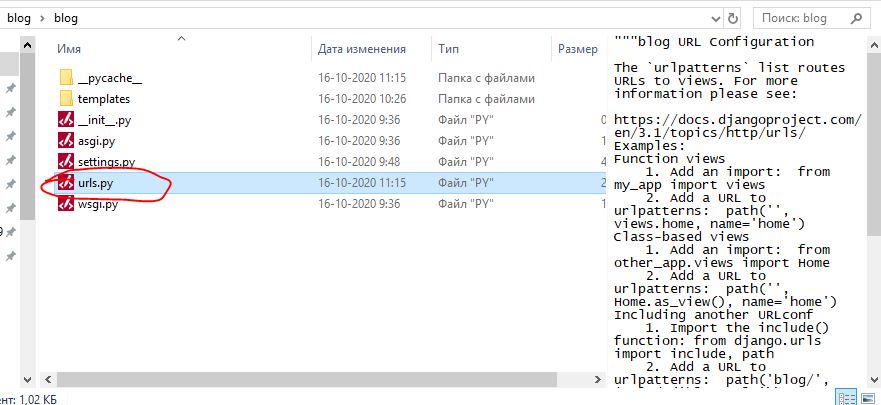 blog > blog
Поиск: blog
Имя Дата изменения Тип Размер
__pycache__ 16-10-2020 11:15 Папка с файлами
templates 16-10-2020 10:26 Папка с файлами
__init__.py 16-10-2020 9:36 Файл "PY" 0
asgi.py 16-10-2020 9:36 Файл "PY" 1
settings.py 16-10-2020 9:48 Файл "PY" 4
urls.py 16-10-2020 11:15 Файл "PY" 2
wsgi.py 16-10-2020 9:36 Файл "PY" 1
"""blog URL Configuration
The `urlpatterns` list routes
URLs to views. For more
information please see:
https://docs.djangoproject.com/
en/3.1/topics/http/urls/
Examples:
Function views
1. Add an import:  from
my_app import views
2. Add a URL to
urlpatterns:  path('',
views.home, name='home')
Class-based views
1. Add an import:  from
other_app.views import Home
2. Add a URL to
urlpatterns:  path('',
Home.as_view(), name='home')
Including another URLconf
1. Import the include()
function: from django.urls
import include, path
2. Add a URL to
urlpatterns:  path('blog/',
ент: 1,02 КБ